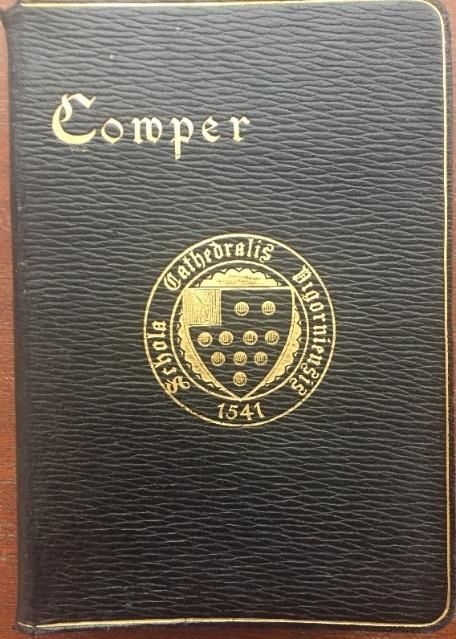 Cowper
Schola Cathedralis Vigorniensis
1541